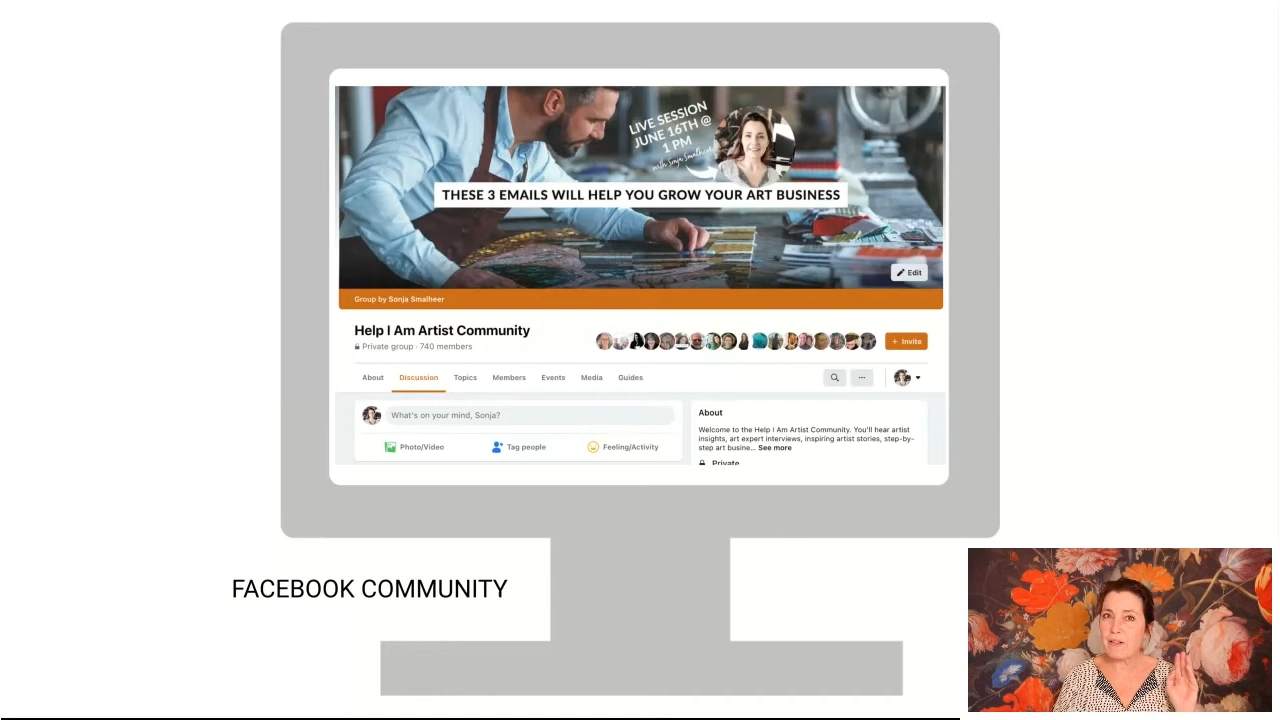 LIVE SESSION
JUNE 16TH @
1 PM
with Sonja Smalheer
THESE 3 EMAILS WILL HELP YOU GROW YOUR ART BUSINESS
Edit
Group by Sonja Smalheer
Help I Am Artist Community
Private group · 740 members
+ Invite
About Discussion Topics Members Events Media Guides
What's on your mind, Sonja?
Photo/Video Tag people Feeling/Activity
About
Welcome to the Help I Am Artist Community. You'll hear artist
insights, art expert interviews, inspiring artist stories, step-by-
step art busine... See more
Private
FACEBOOK COMMUNITY